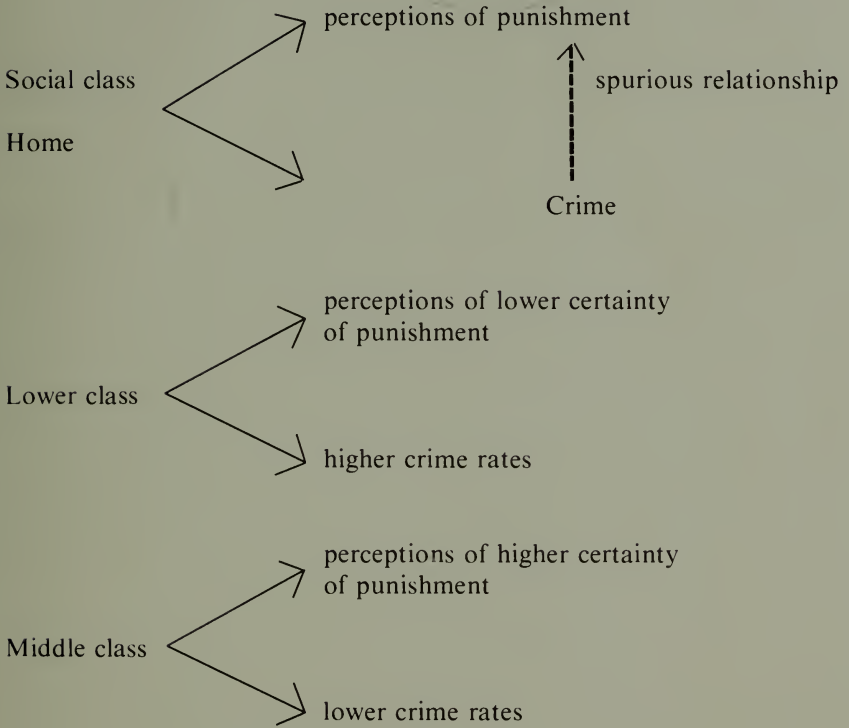 perceptions of punishment
Social class
spurious relationship
Home
Crime
perceptions of lower certainty
of punishment
Lower class
higher crime rates
perceptions of higher certainty
of punishment
Middle class
lower crime rates